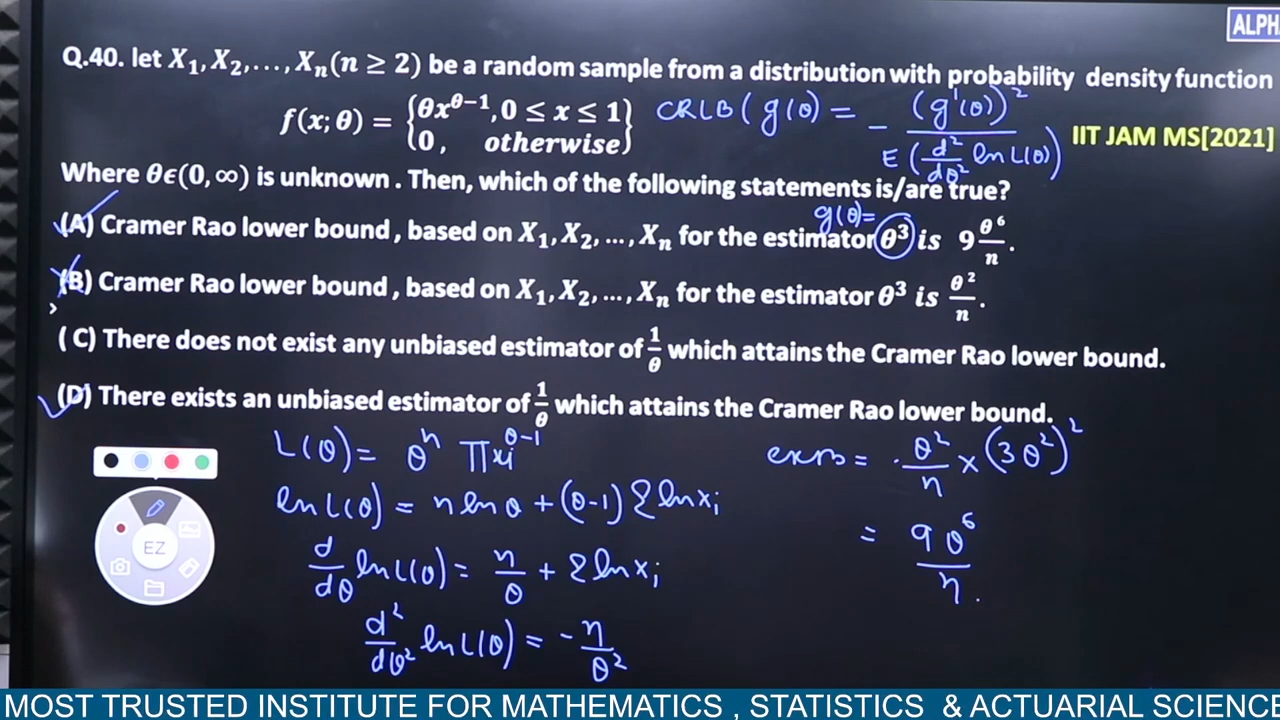 ALPH
Q.40. let X₁, X₂, ..., Xₙ(n ≥ 2) be a random sample from a distribution with probability density function
f(x; θ) = {θx^(θ−1), 0 ≤ x ≤ 1
0, otherwise}
CRLB (g(θ) = − (g'(θ))² / E (d²/dθ² ln L(θ))
IIT JAM MS[2021]
Where θϵ(0, ∞) is unknown . Then, which of the following statements is/are true?
g(θ)=
(A) Cramer Rao lower bound , based on X₁, X₂, ..., Xₙ for the estimator θ³ is 9 θ⁶/n.
(B) Cramer Rao lower bound , based on X₁, X₂, ..., Xₙ for the estimator θ³ is θ²/n.
( C) There does not exist any unbiased estimator of 1/θ which attains the Cramer Rao lower bound.
(D) There exists an unbiased estimator of 1/θ which attains the Cramer Rao lower bound.
L(θ) = θⁿ πxᵢ^(θ−1)
ln L(θ) = n ln θ + (θ−1) Σ ln xᵢ
d/dθ ln L(θ) = n/θ + Σ ln xᵢ
d²/dθ² ln L(θ) = − n/θ²
= θ²/n × (3θ²)²
= 9θ⁶/n.
EZ
MOST TRUSTED INSTITUTE FOR MATHEMATICS , STATISTICS & ACTUARIAL SCIENCE